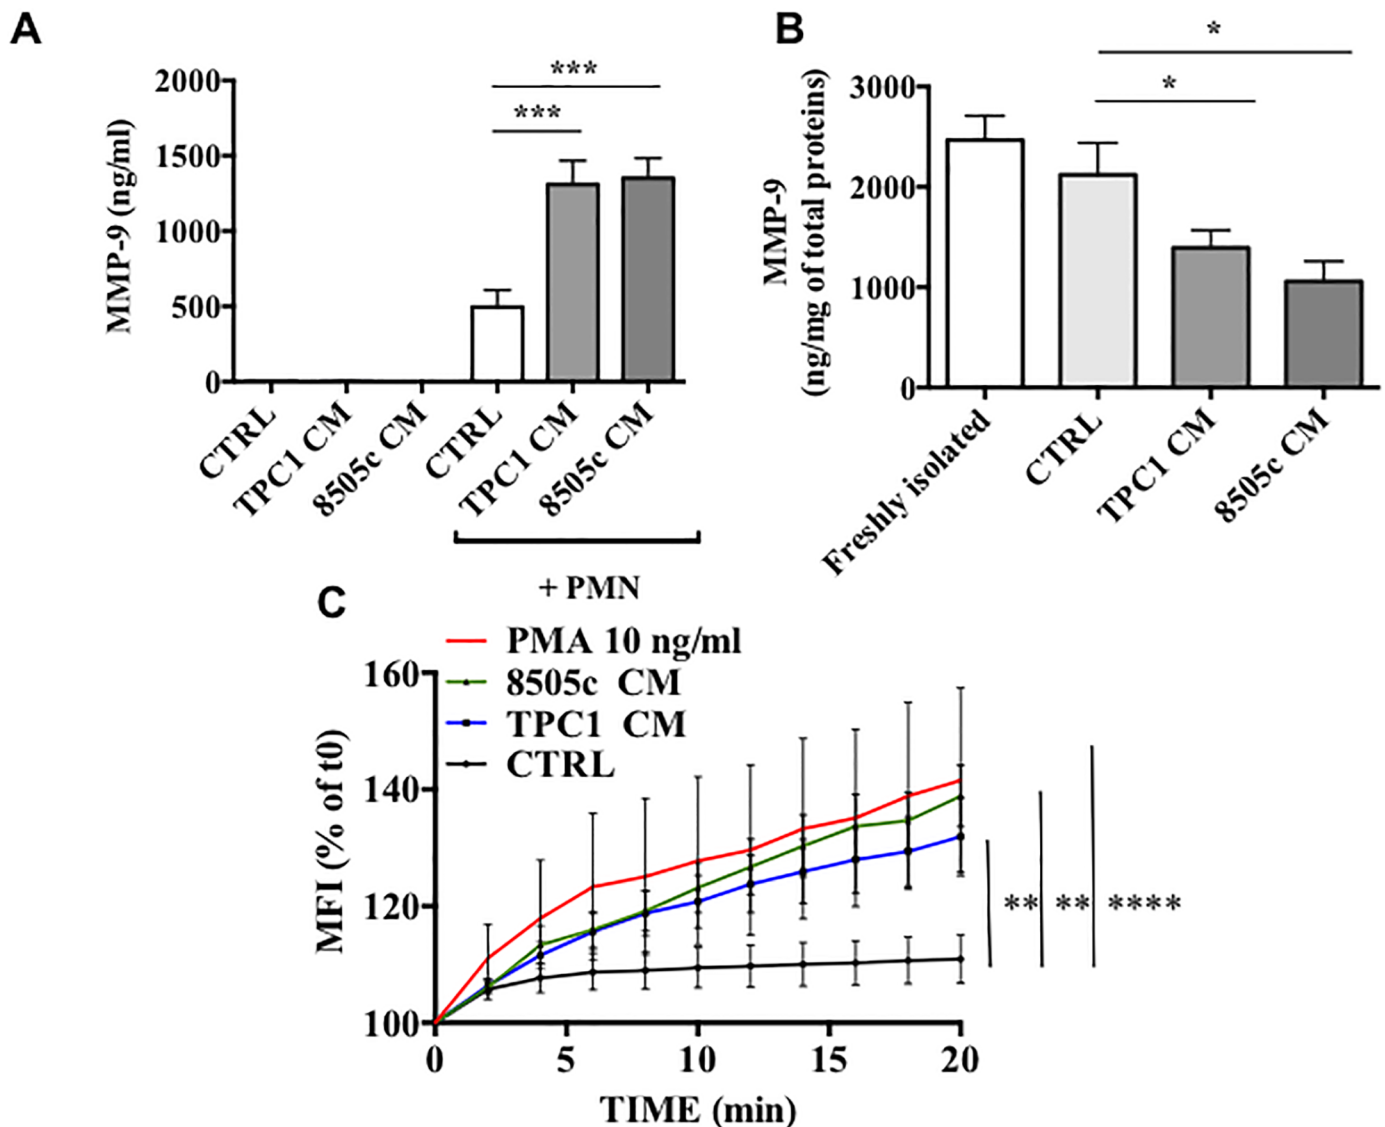 A
MMP-9 (ng/ml)
2000
1500
1000
500
0
***
***
CTRL
TPC1 CM
8505c CM
CTRL
TPC1 CM
8505c CM
+ PMN
B
MMP-9
(ng/mg of total proteins)
3000
2000
1000
0
*
*
Freshly isolated
CTRL
TPC1 CM
8505c CM
C
PMA 10 ng/ml
8505c CM
TPC1 CM
CTRL
MFI (% of t0)
160
140
120
100
** ** ****
0 5 10 15 20
TIME (min)